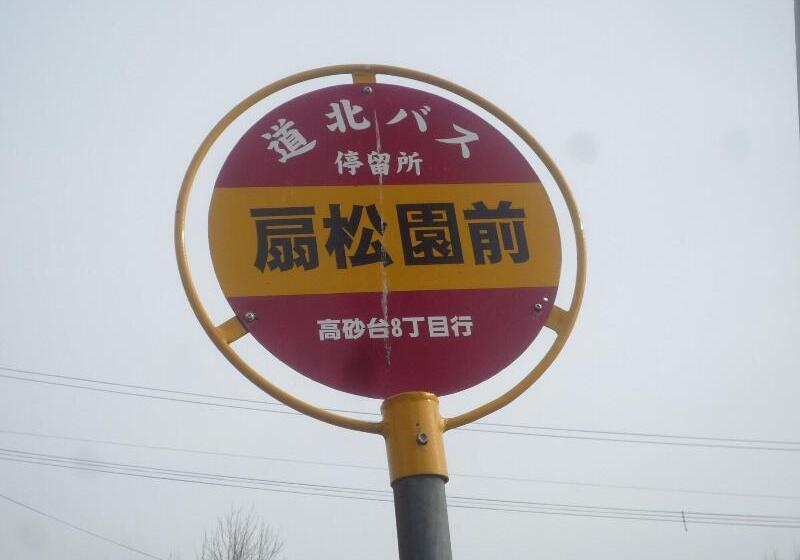 道北バス
停留所
扇松園前
高砂台8丁目行